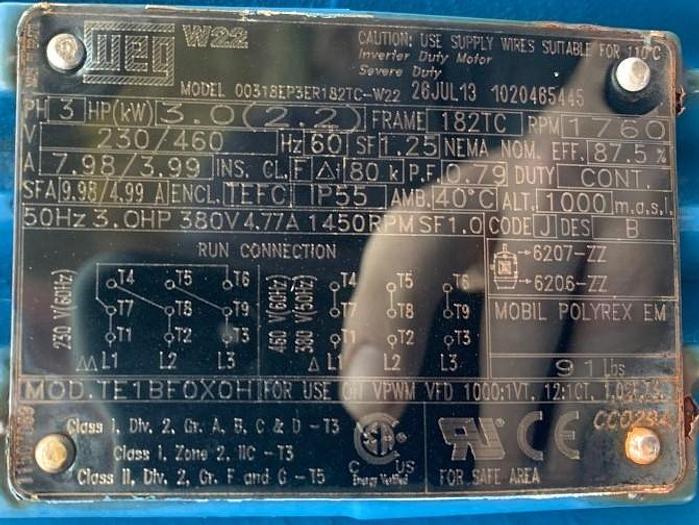 WEG W22
CAUTION: USE SUPPLY WIRES SUITABLE FOR 110°C
Inverter Duty Motor
Severe Duty
MODEL 00318EP3ER182TC-W22 26JUL13 1020465445
PH 3 HP(kW) 3.0(2.2) FRAME 182TC RPM 1760
V 230/460 Hz 60 SF 1.25 NEMA NOM. EFF. 87.5 %
A 7.98/3.99 INS. CL. F Δt 80 k P.F. 0.79 DUTY CONT.
SFA 9.98/4.99 A ENCL. TEFC IP55 AMB. 40°C ALT. 1000 m.a.s.l.
50Hz 3.0HP 380V 4.77A 1450RPM SF1.0 CODE J DES B
RUN CONNECTION
230 V(60Hz)
T4 T5 T6
T7 T8 T9
T1 T2 T3
ΔΔ L1 L2 L3
460 V(60Hz)
380 V(50Hz)
T4 T5 T6
T7 T8 T9
T1 T2 T3
Δ L1 L2 L3
6207-ZZ
6206-ZZ
MOBIL POLYREX EM
91 Lbs
MOD.TE1BF0X0H FOR USE ON VPWM VFD 1000:1VT, 12:1CT,
Class I, Div. 2, Gr. A, B, C & D - T3
Class I, Zone 2, IIC - T3
Class II, Div. 2, Gr. F and G - T5
C US
Energy Verified
FOR SAFE AREA
CE